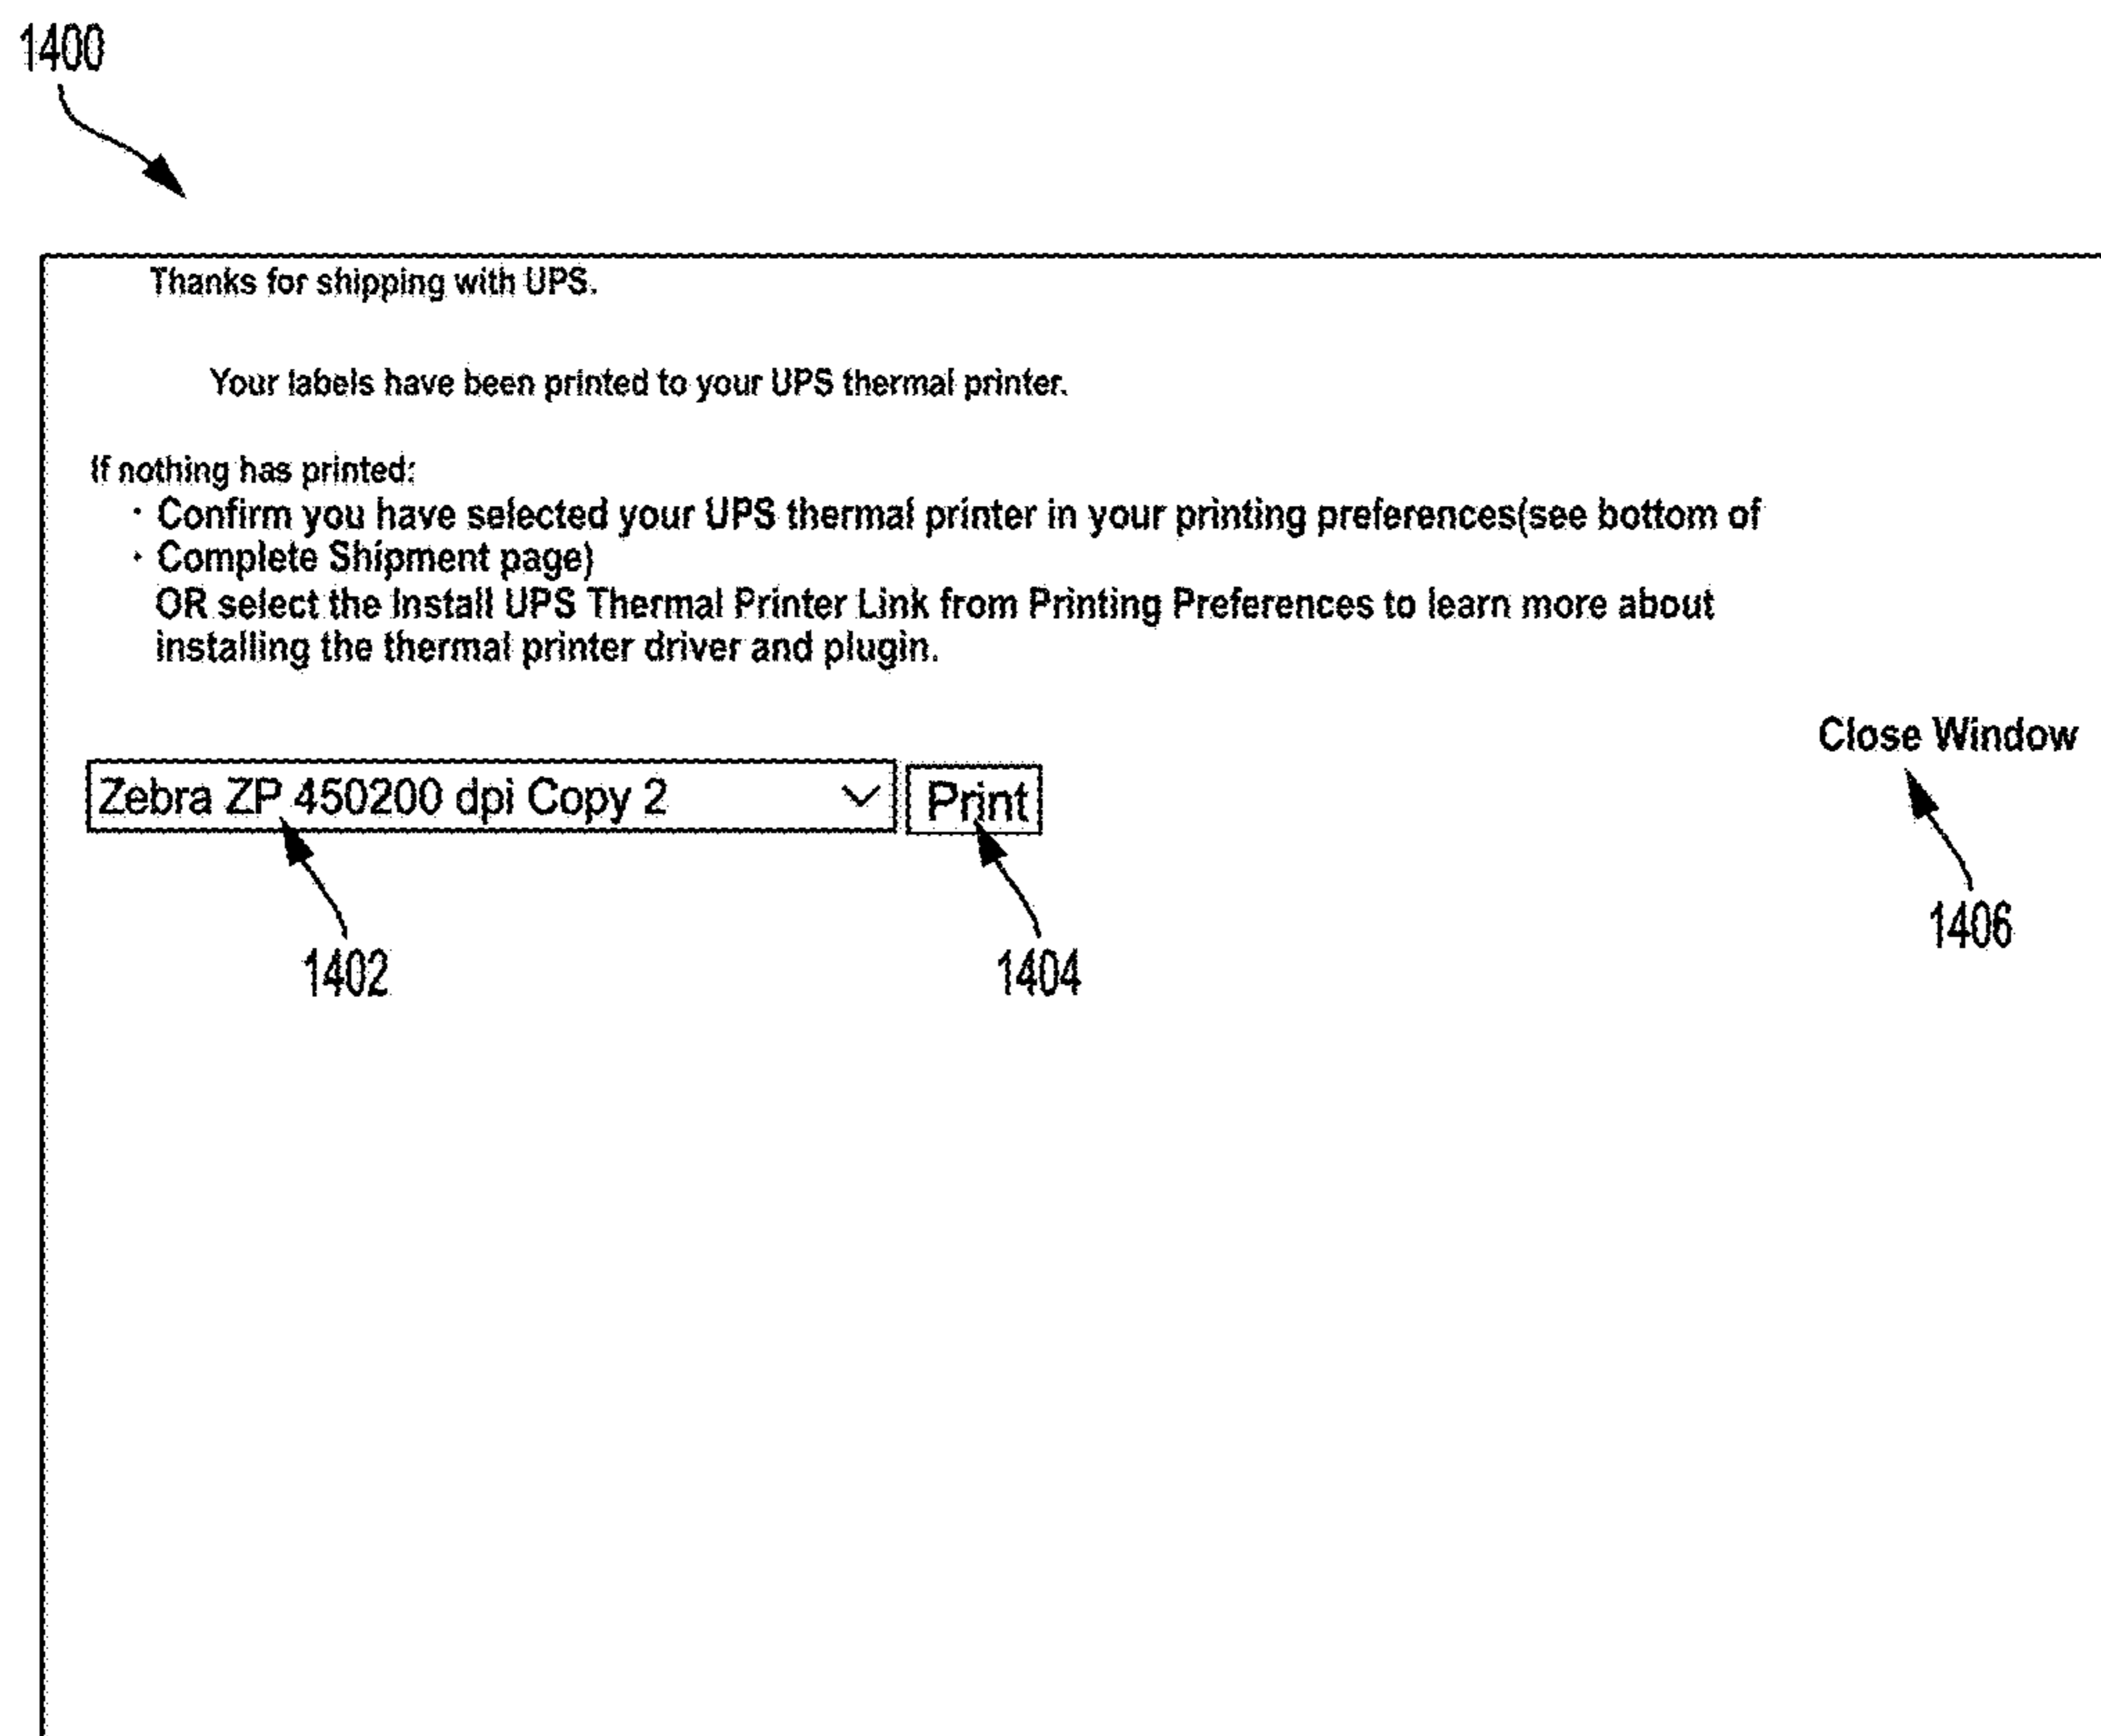 1400
Thanks for shipping with UPS.
Your labels have been printed to your UPS thermal printer.
If nothing has printed:
· Confirm you have selected your UPS thermal printer in your printing preferences(see bottom of
· Complete Shipment page)
OR select the Install UPS Thermal Printer Link from Printing Preferences to learn more about
installing the thermal printer driver and plugin.
Close Window
Zebra ZP 450200 dpi Copy 2 Print
1406
1402 1404